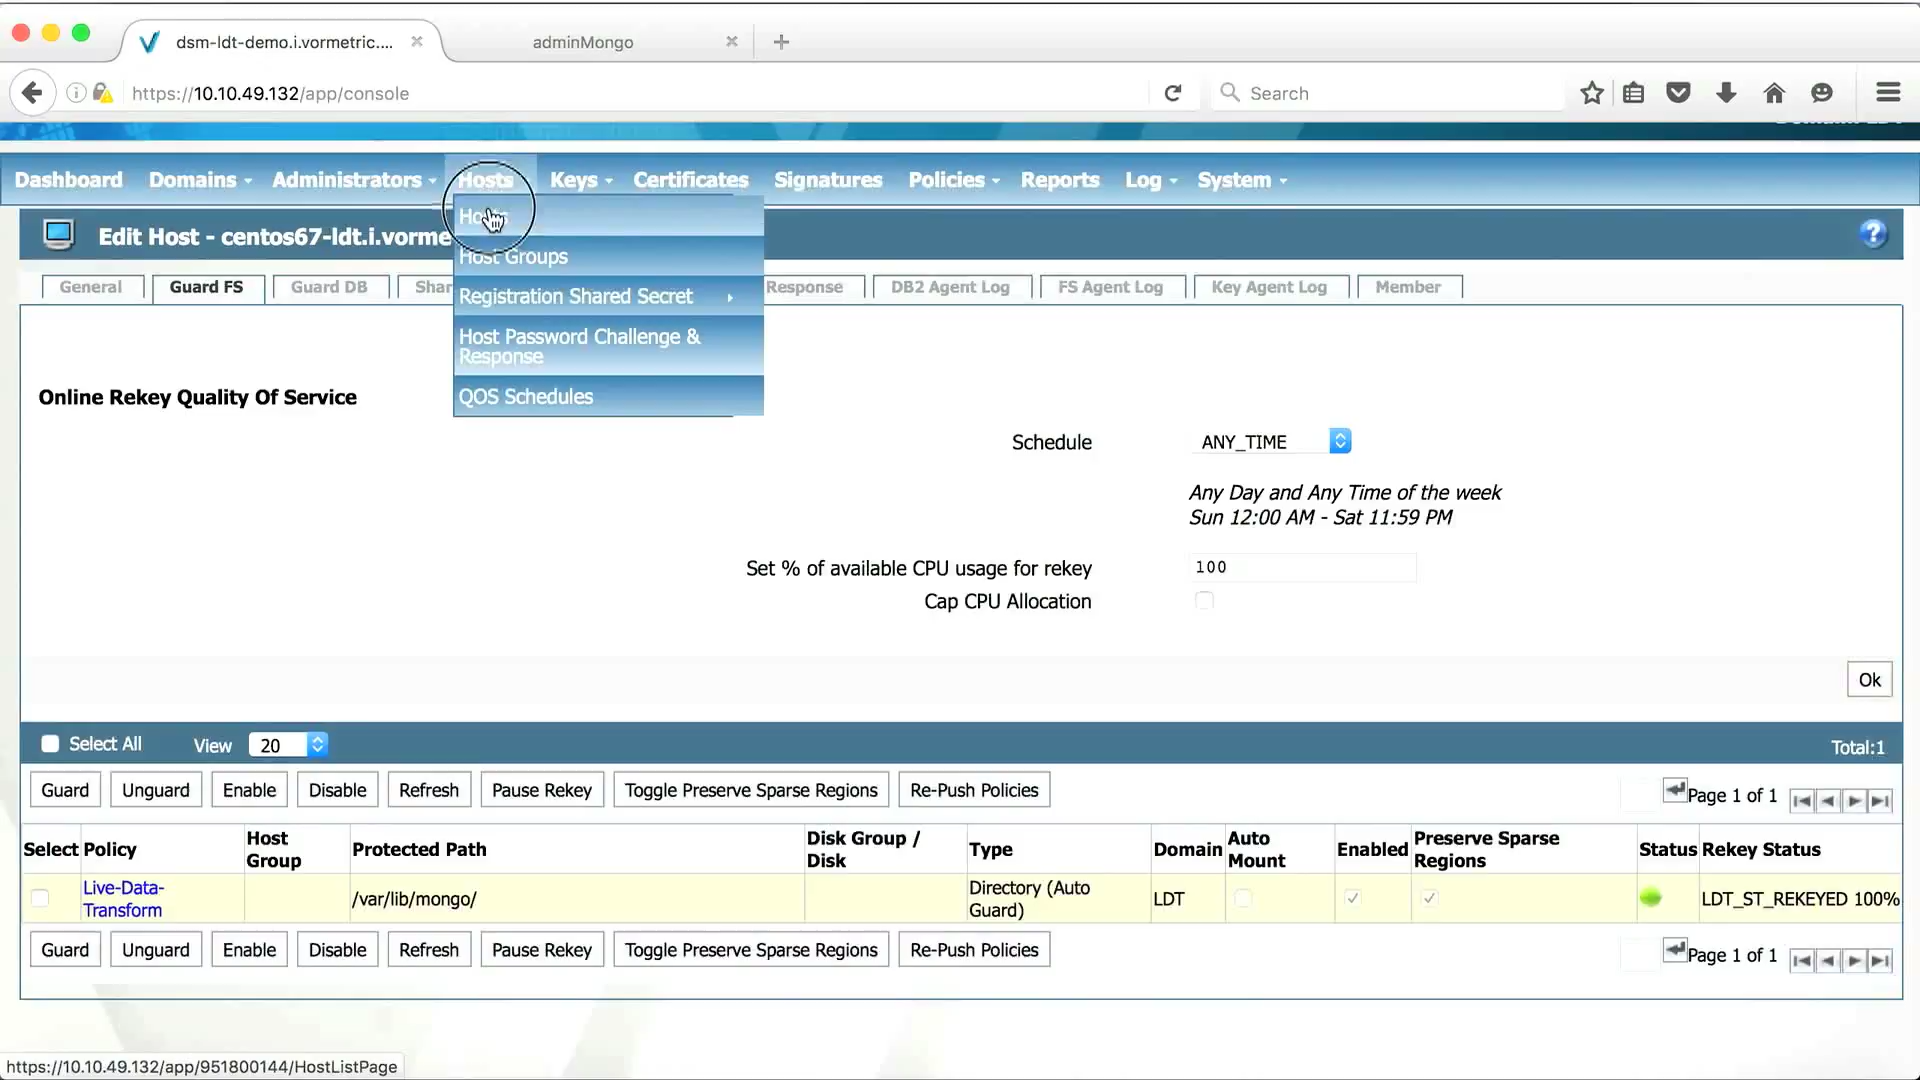 dsm-ldt-demo.i.vormetric....
adminMongo
https://10.10.49.132/app/console
Search
Dashboard Domains Administrators Hosts Keys Certificates Signatures Policies Reports Log System
Hosts
Edit Host - centos67-ldt.i.vorme
Host Groups
General Guard FS Guard DB Shar Response DB2 Agent Log FS Agent Log Key Agent Log Member
Registration Shared Secret
Host Password Challenge &
Response
QOS Schedules
Online Rekey Quality Of Service
Schedule ANY_TIME
Any Day and Any Time of the week
Sun 12:00 AM - Sat 11:59 PM
Set % of available CPU usage for rekey 100
Cap CPU Allocation
Ok
Select All View 20 Total:1
Guard Unguard Enable Disable Refresh Pause Rekey Toggle Preserve Sparse Regions Re-Push Policies Page 1 of 1
Select Policy Host Group Protected Path Disk Group / Disk Type Domain Auto Mount Enabled Preserve Sparse Regions Status Rekey Status
Live-Data-Transform /var/lib/mongo/ Directory (Auto Guard) LDT LDT_ST_REKEYED 100%
Guard Unguard Enable Disable Refresh Pause Rekey Toggle Preserve Sparse Regions Re-Push Policies Page 1 of 1
https://10.10.49.132/app/951800144/HostListPage